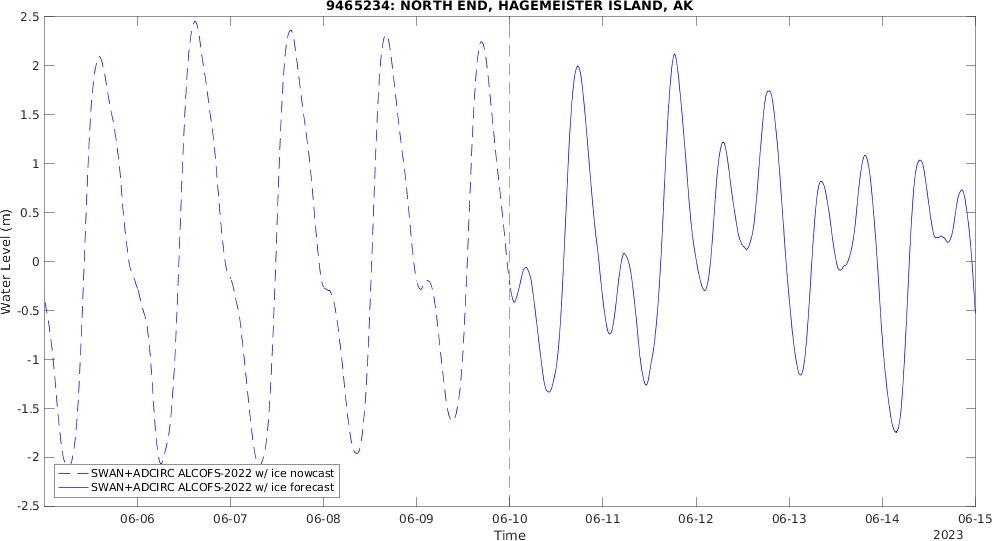 9465234: NORTH END, HAGEMEISTER ISLAND, AK
2.5
2
1.5
1
0.5
0
-0.5
-1
-1.5
-2
-2.5
Water Level (m)
SWAN+ADCIRC ALCOFS-2022 w/ ice nowcast
SWAN+ADCIRC ALCOFS-2022 w/ ice forecast
06-06 06-07 06-08 06-09 06-10 06-11 06-12 06-13 06-14 06-15
Time
2023